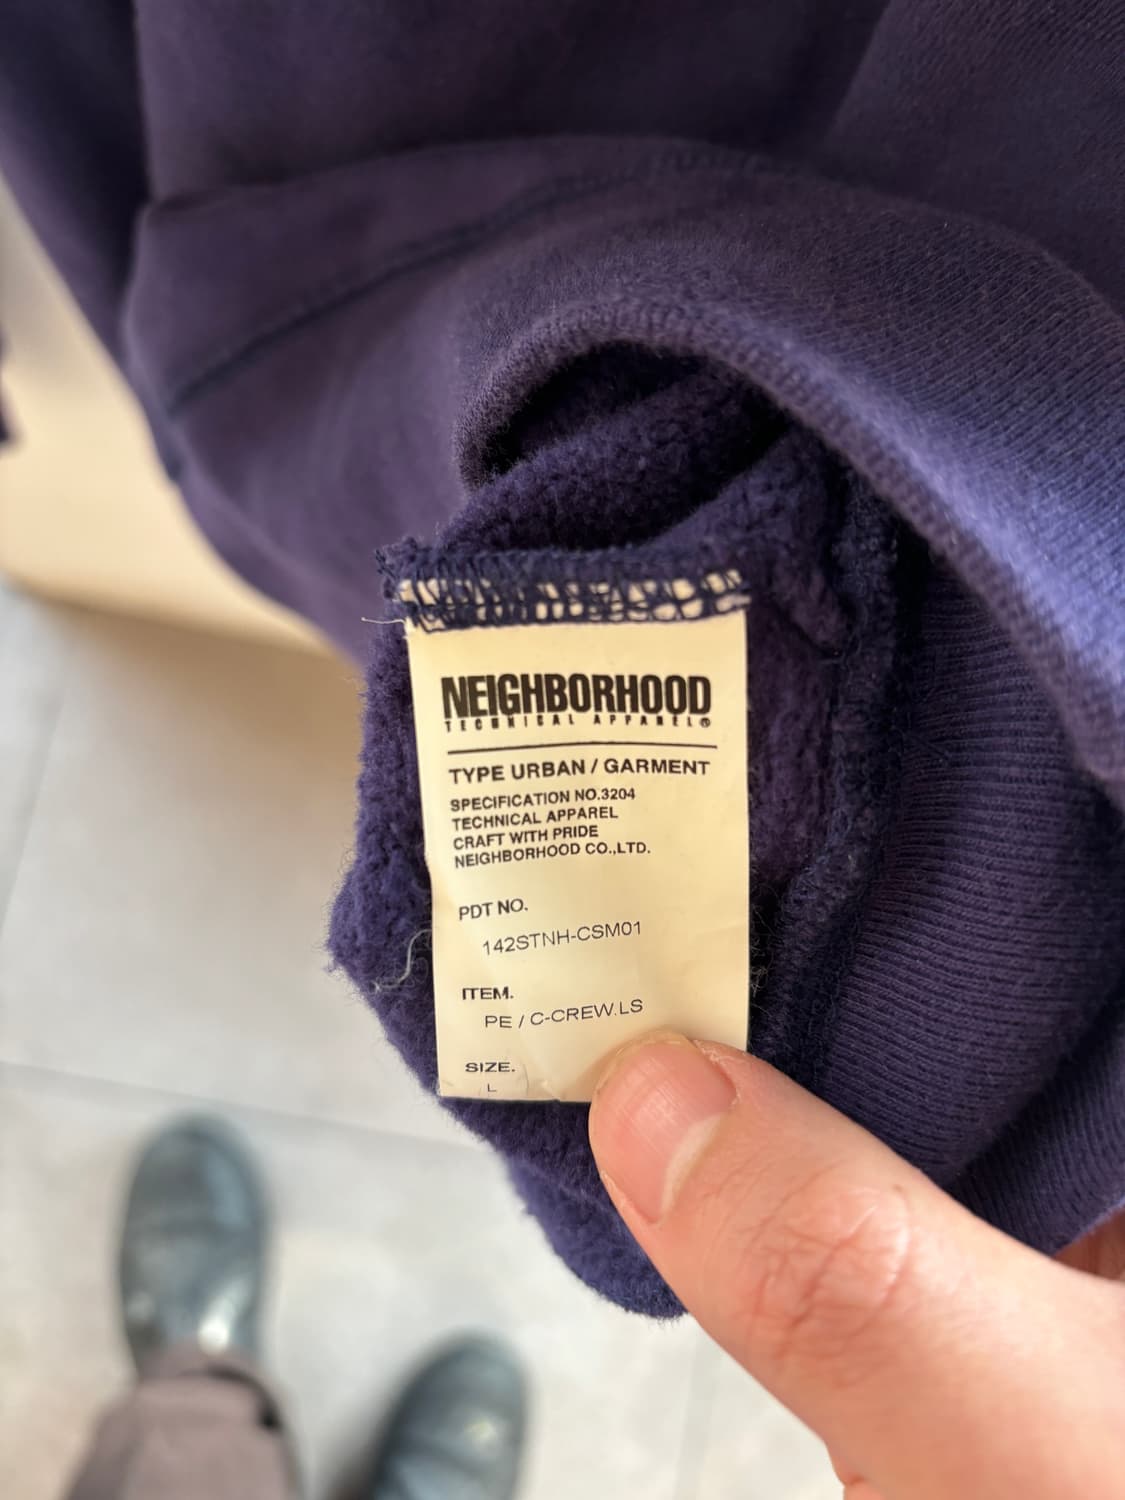 NEIGHBORHOOD
TECHNICAL APPAREL®
TYPE URBAN / GARMENT
SPECIFICATION NO.3204
TECHNICAL APPAREL
CRAFT WITH PRIDE
NEIGHBORHOOD CO.,LTD.
PDT NO.
142STNH-CSM01
ITEM.
PE / C-CREW.LS
SIZE.
L